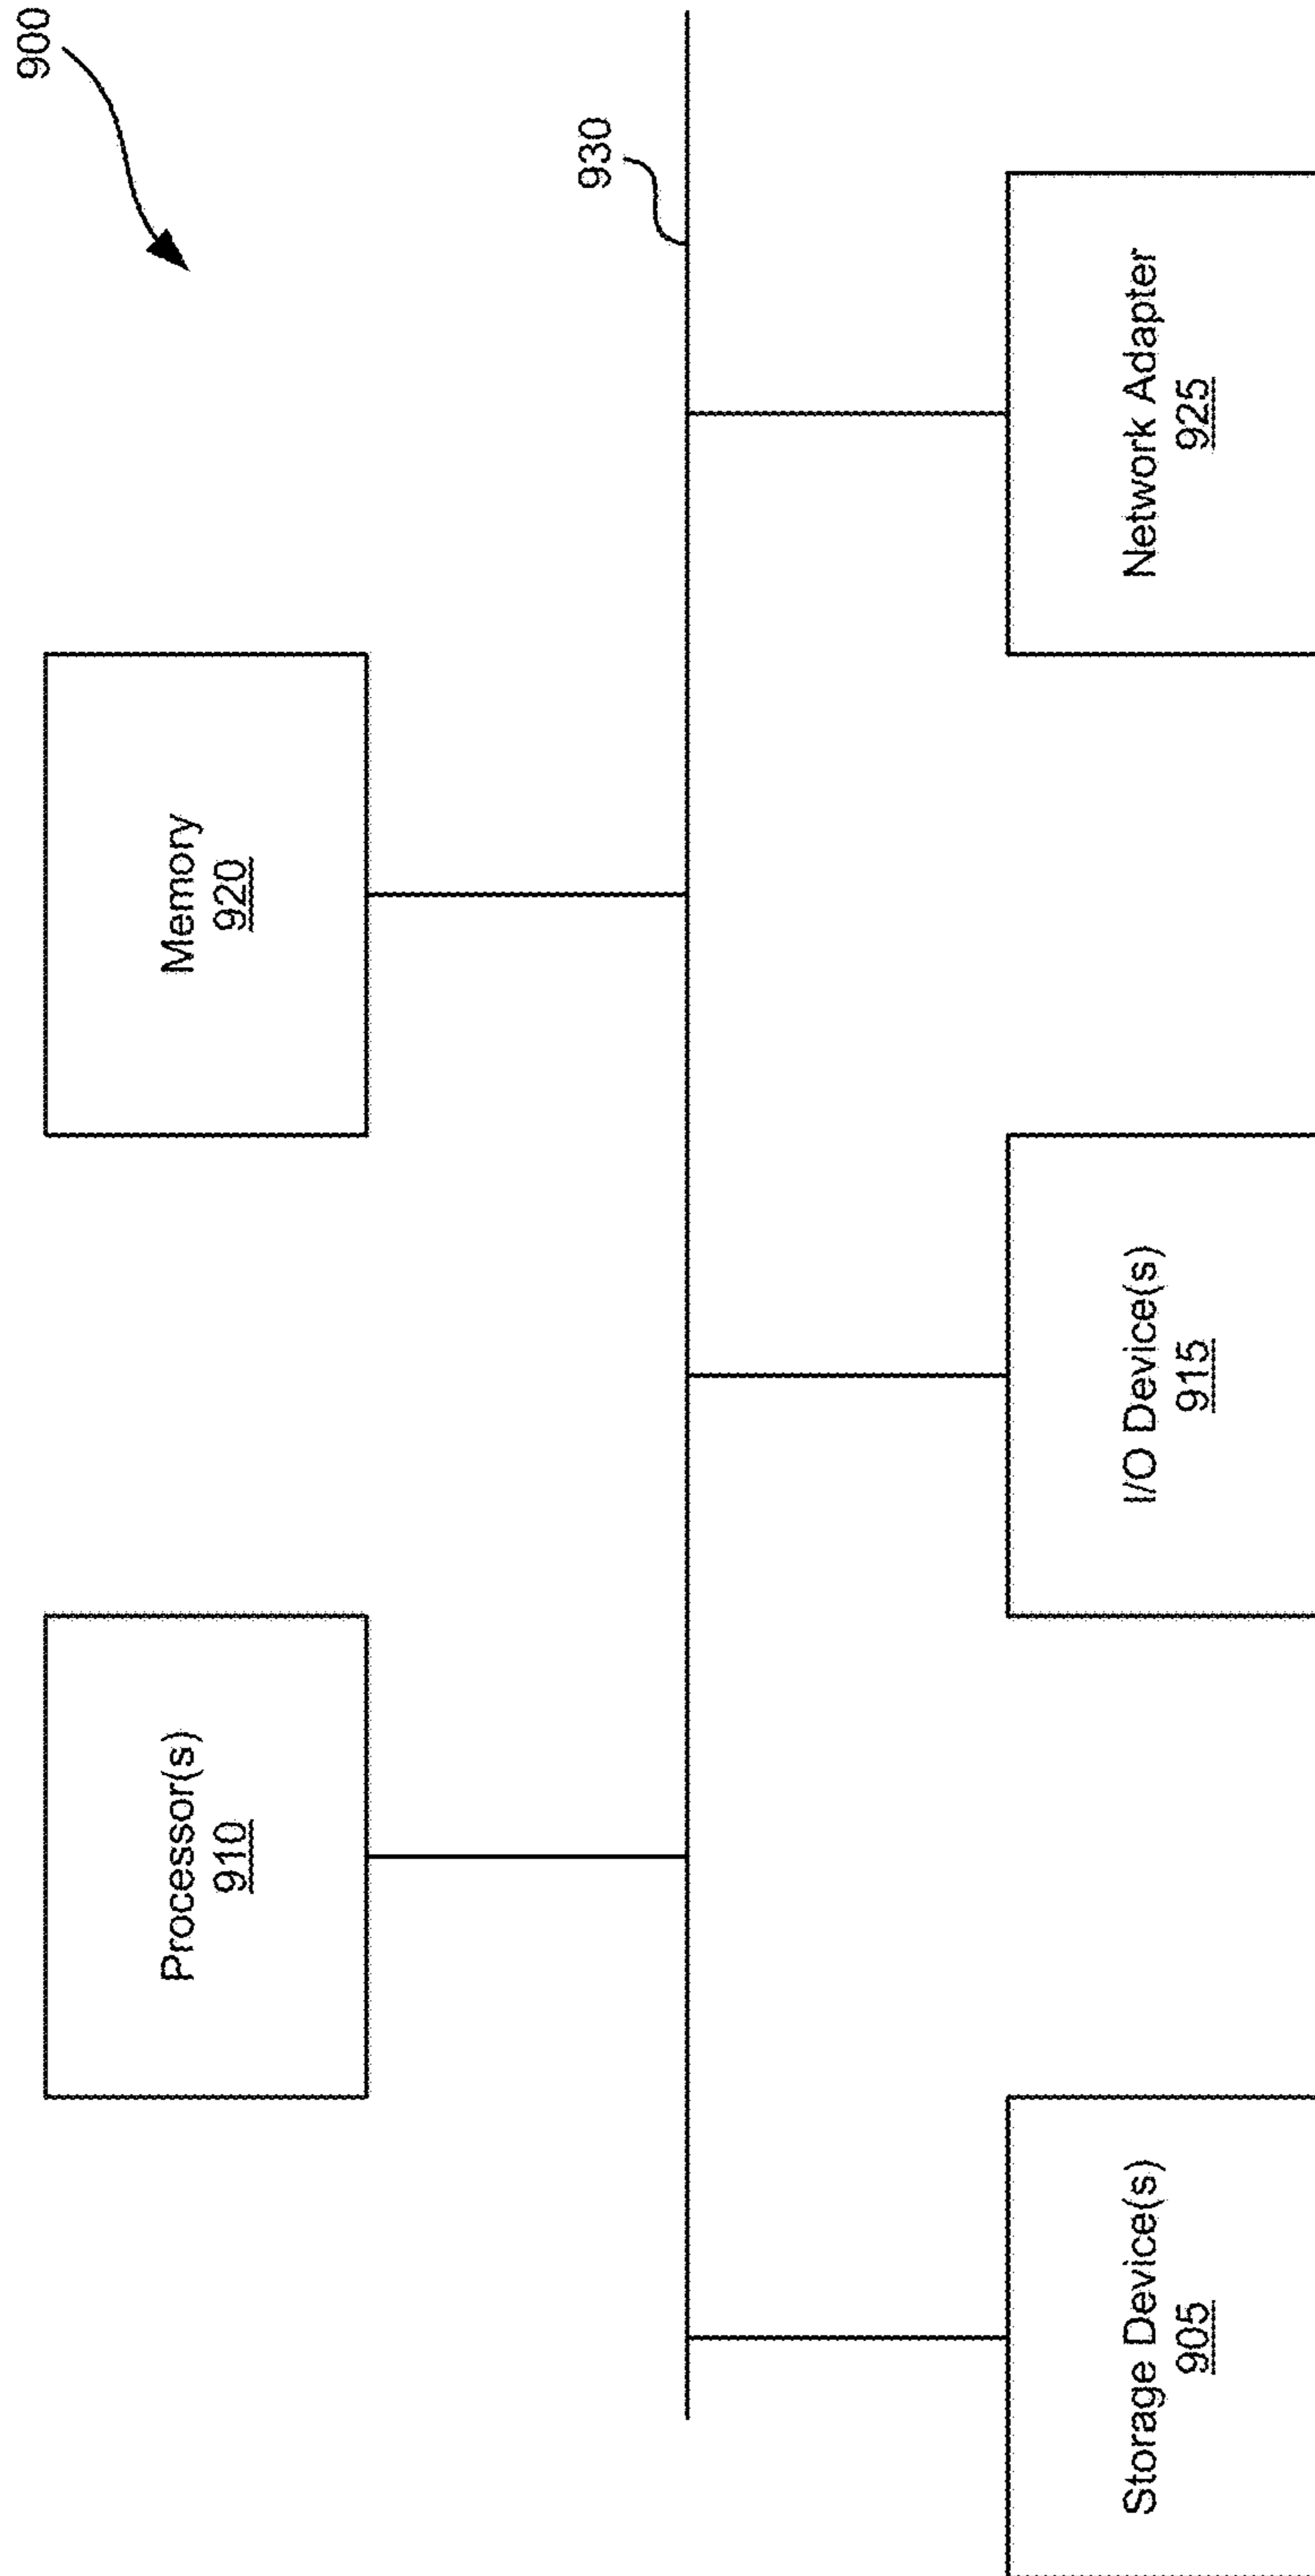 900
Processor(s)
910
Memory
920
930
Storage Device(s)
905
I/O Device(s)
915
Network Adapter
925